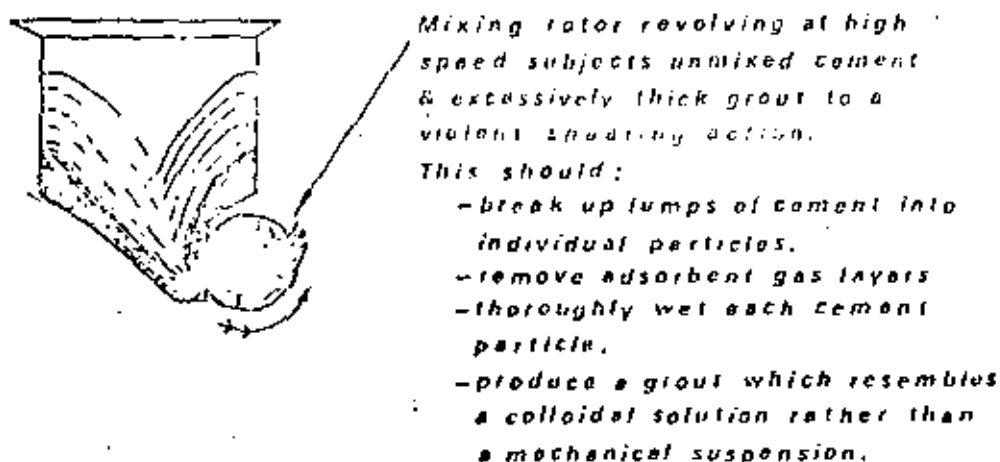 Mixing rotor revolving at high
speed subjects unmixed cement
& excessively thick grout to a
violent shearing action.
This should:
-break up lumps of cement into
individual particles.
-remove adsorbent gas layers
-thoroughly wet each cement
particle.
-produce a grout which resembles
a colloidal solution rather than
a mechanical suspension.